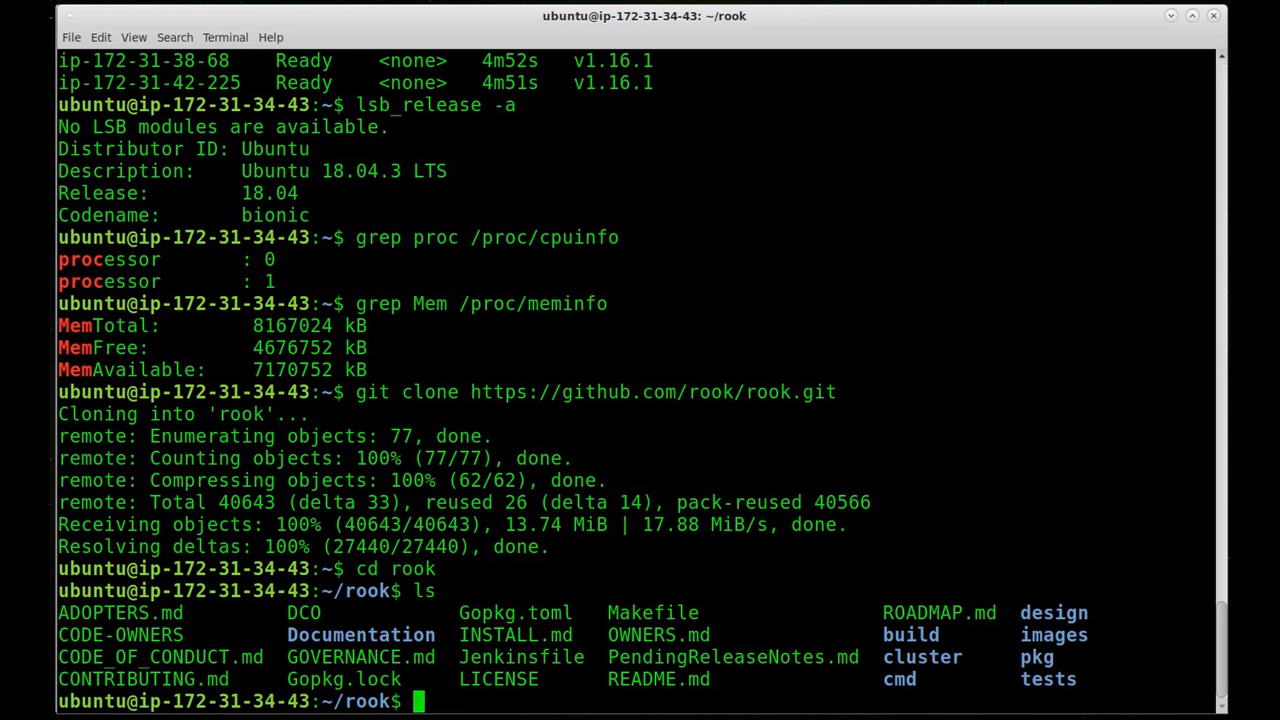 ubuntu@ip-172-31-34-43: ~/rook
File Edit View Search Terminal Help
ip-172-31-38-68    Ready    <none>   4m52s   v1.16.1
ip-172-31-42-225   Ready    <none>   4m51s   v1.16.1
ubuntu@ip-172-31-34-43:~$ lsb_release -a
No LSB modules are available.
Distributor ID: Ubuntu
Description:    Ubuntu 18.04.3 LTS
Release:        18.04
Codename:       bionic
ubuntu@ip-172-31-34-43:~$ grep proc /proc/cpuinfo
processor       : 0
processor       : 1
ubuntu@ip-172-31-34-43:~$ grep Mem /proc/meminfo
MemTotal:        8167024 kB
MemFree:         4676752 kB
MemAvailable:    7170752 kB
ubuntu@ip-172-31-34-43:~$ git clone https://github.com/rook/rook.git
Cloning into 'rook'...
remote: Enumerating objects: 77, done.
remote: Counting objects: 100% (77/77), done.
remote: Compressing objects: 100% (62/62), done.
remote: Total 40643 (delta 33), reused 26 (delta 14), pack-reused 40566
Receiving objects: 100% (40643/40643), 13.74 MiB | 17.88 MiB/s, done.
Resolving deltas: 100% (27440/27440), done.
ubuntu@ip-172-31-34-43:~$ cd rook
ubuntu@ip-172-31-34-43:~/rook$ ls
ADOPTERS.md         DCO            Gopkg.toml   Makefile                ROADMAP.md  design
CODE-OWNERS         Documentation  INSTALL.md   OWNERS.md               build       images
CODE_OF_CONDUCT.md  GOVERNANCE.md  Jenkinsfile  PendingReleaseNotes.md  cluster     pkg
CONTRIBUTING.md     Gopkg.lock     LICENSE      README.md               cmd         tests
ubuntu@ip-172-31-34-43:~/rook$